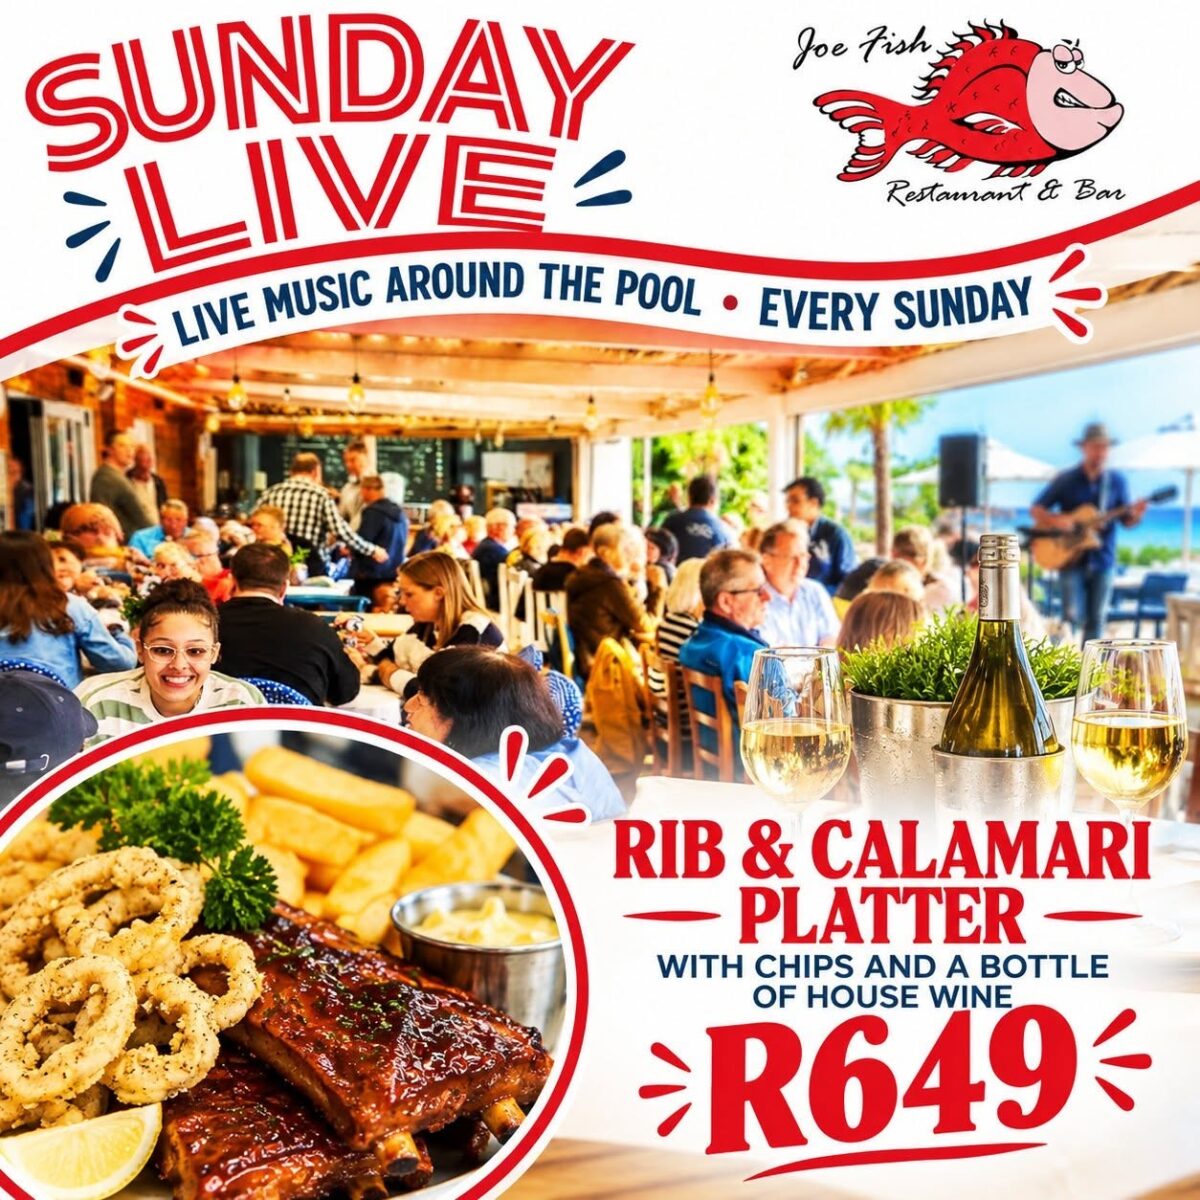 SUNDAY
LIVE
Joe Fish
Restaurant & Bar
LIVE MUSIC AROUND THE POOL • EVERY SUNDAY
RIB & CALAMARI
PLATTER
WITH CHIPS AND A BOTTLE
OF HOUSE WINE
R649